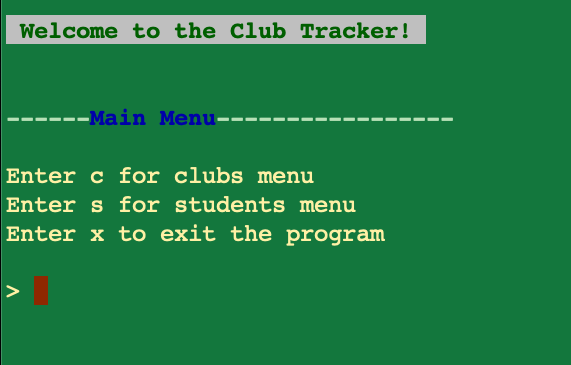 Welcome to the Club Tracker!
------Main Menu-----------------
Enter c for clubs menu
Enter s for students menu
Enter x to exit the program
>